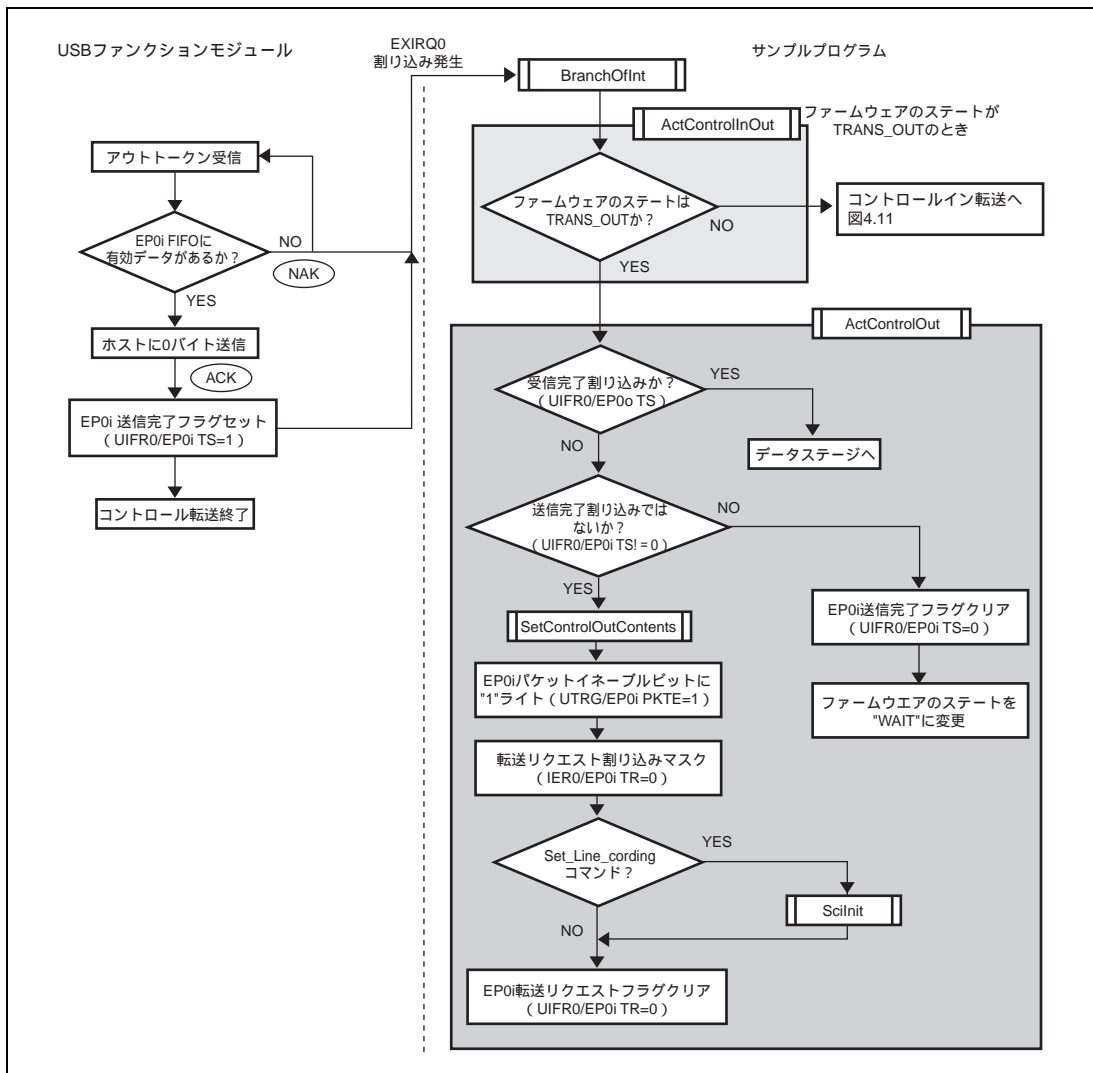 USBファンクションモジュール
EXIRQ0
割り込み発生
サンプルプログラム
BranchOfInt
ActControlInOut
ファームウェアのステートが
TRANS_OUTのとき
アウトトークン受信
ファームウェアのステートは
TRANS_OUTか？
NO
コントロールイン転送へ
図4.11
EP0i FIFOに
有効データがあるか？
NO
NAK
YES
YES
ホストに0バイト送信
ACK
EP0i 送信完了フラグセット
（UIFR0/EP0i TS=1）
コントロール転送終了
ActControlOut
受信完了割り込みか？
（UIFR0/EP0o TS）
YES
NO
データステージへ
送信完了割り込みでは
ないか？
（UIFR0/EP0i TS! = 0）
NO
YES
SetControlOutContents
EP0i送信完了フラグクリア
（UIFR0/EP0i TS=0）
EP0iパケットイネーブルビットに
"1"ライト（UTRG/EP0i PKTE=1）
ファームウエアのステートを
"WAIT"に変更
転送リクエスト割り込みマスク
（IER0/EP0i TR=0）
Set_Line_cording
コマンド？
YES
SciInit
NO
EP0i転送リクエストフラグクリア
（UIFR0/EP0i TR=0）